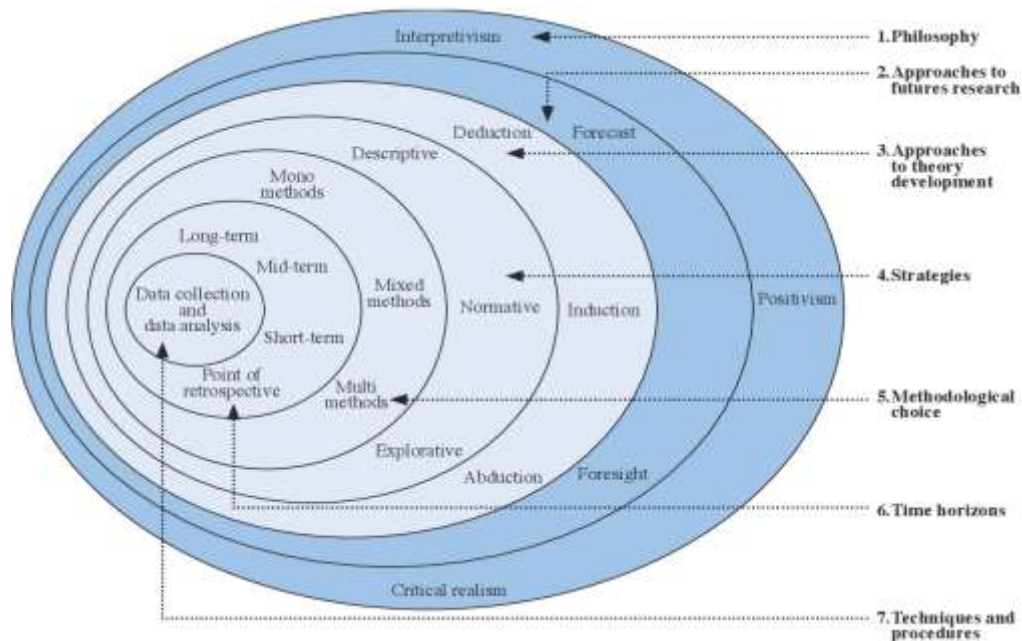 Interpretivism
1. Philosophy
2. Approaches to
futures research
Deduction
Forecast
3. Approaches
to theory
development
Descriptive
Mono
methods
Long-term
Mid-term
Data collection
and
data analysis
Mixed
methods
Normative
Induction
Positivism
4. Strategies
Short-term
Point of
retrospective
Multi
methods
5. Methodological
choice
Explorative
Abduction
Foresight
6. Time horizons
Critical realism
7. Techniques and
procedures